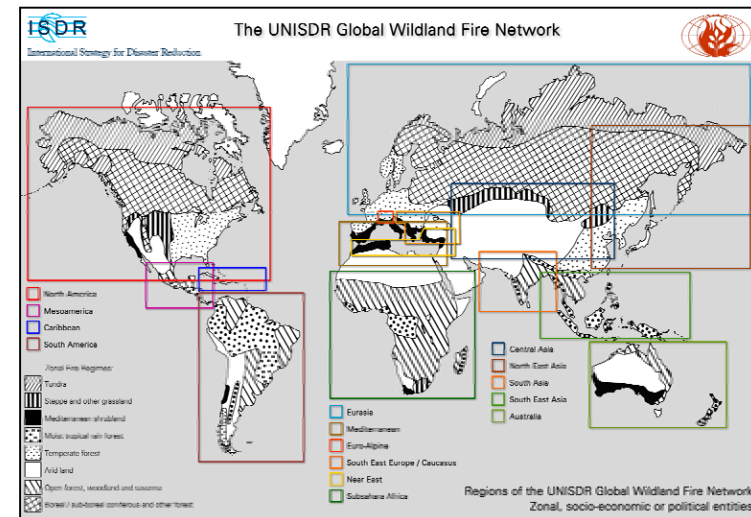 ISDR
International Strategy for Disaster Reduction
The UNISDR Global Wildland Fire Network
North America
Mesoamerica
Caribbean
South America
Zonal Fire Regimes:
Tundra
Steppe and other grassland
Mediterranean shrubland
Moist tropical rain forest
Temperate forest
Arid land
Open forest, woodland and savanna
Boreal / sub-boreal coniferous and other forest
Eurasia
Mediterranean
Euro-Alpine
South East Europe / Caucasus
Near East
Subsahara Africa
Central Asia
North East Asia
South Asia
South East Asia
Australia
Regions of the UNISDR Global Wildland Fire Network
Zonal, socio-economic or political entities